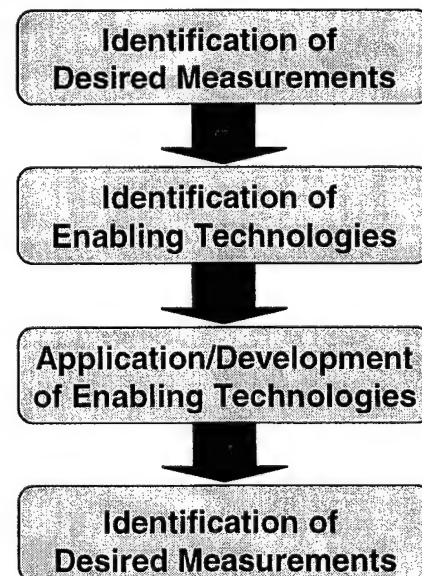 Identification of
Desired Measurements
Identification of
Enabling Technologies
Application/Development
of Enabling Technologies
Identification of
Desired Measurements